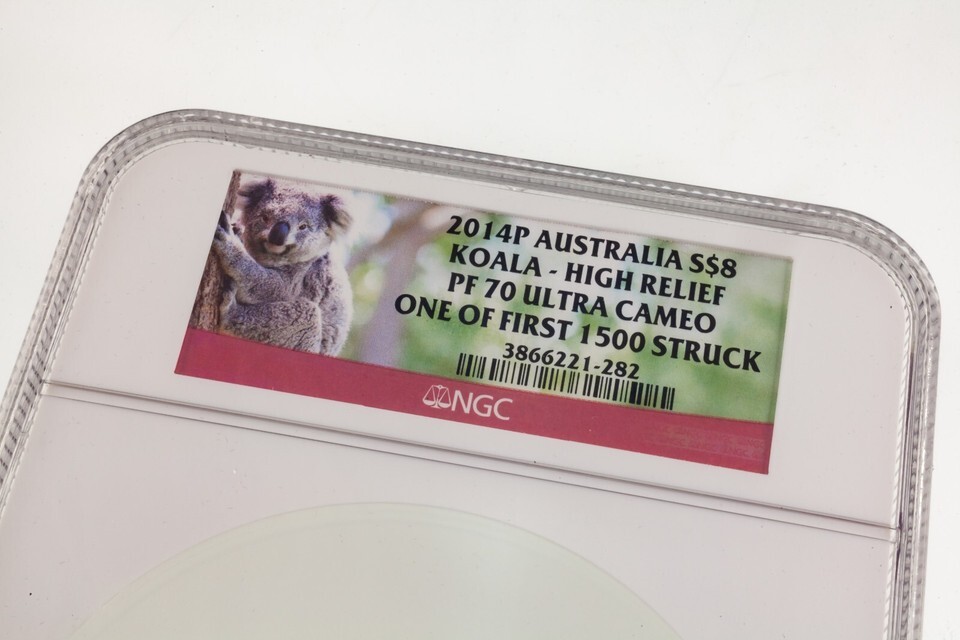 2014P AUSTRALIA S$8
KOALA - HIGH RELIEF
PF 70 ULTRA CAMEO
ONE OF FIRST 1500 STRUCK
3866221-282
NGC